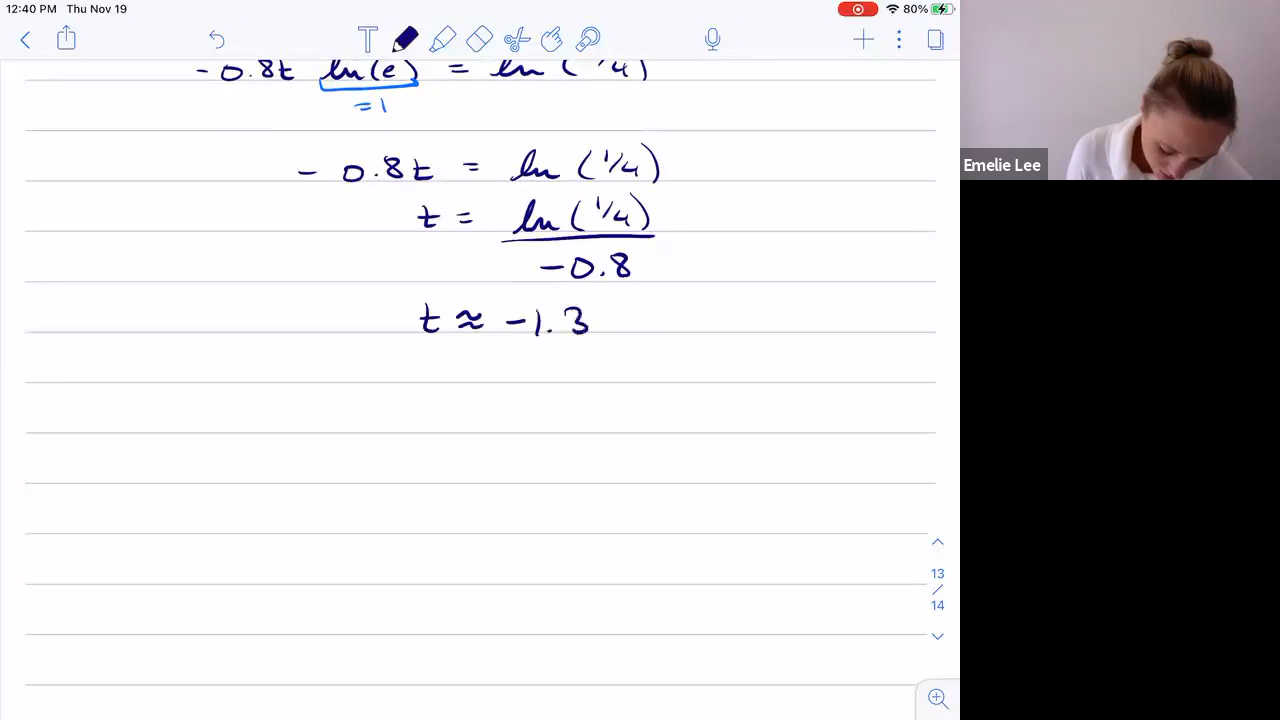 12:40 PM Thu Nov 19
80%
-0.8t ln(e) = ln(1/4)
=1
-0.8t = ln(1/4)
t = ln(1/4)
-0.8
t ≈ -1.3
13
/
14
Emelie Lee